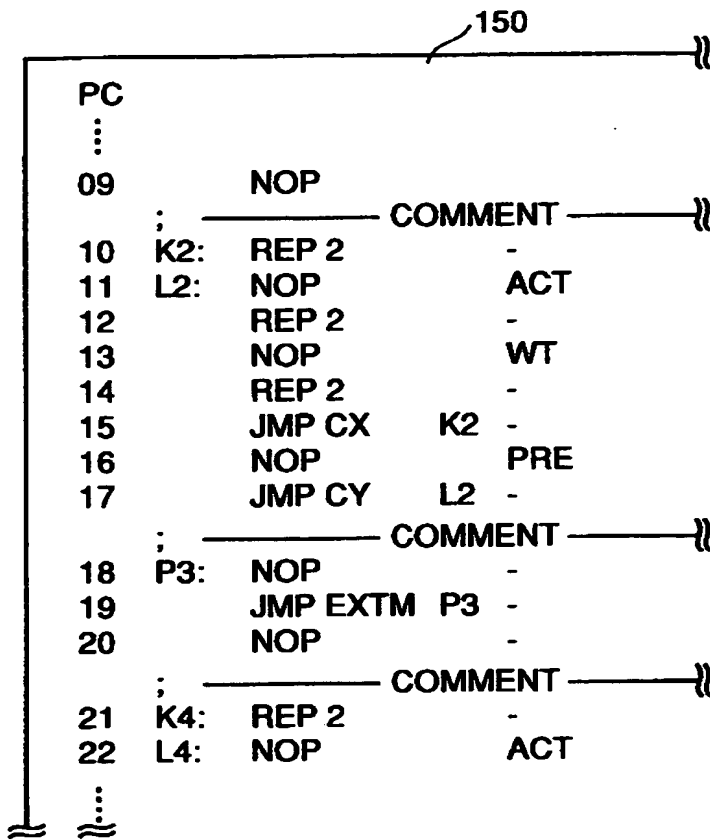 150
PC
09 NOP
; COMMENT
10 K2: REP 2 -
11 L2: NOP ACT
12 REP 2 -
13 NOP WT
14 REP 2 -
15 JMP CX K2 -
16 NOP PRE
17 JMP CY L2 -
; COMMENT
18 P3: NOP -
19 JMP EXTM P3 -
20 NOP -
; COMMENT
21 K4: REP 2 -
22 L4: NOP ACT